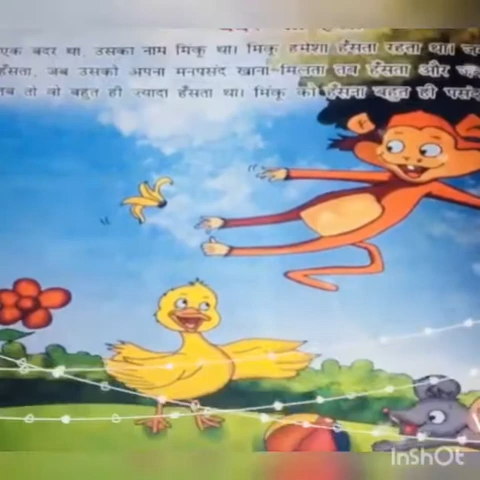 एक बंदर था, उसका नाम मिंकू था। मिंकू हमेशा हँसता रहता था।
हँसता, जब उसको अपना मनपसंद खाना मिलता तब हँसता और
तब तो वो बहुत ही ज्यादा हँसता था। मिंकू को हँसना बहुत ही
InShOt